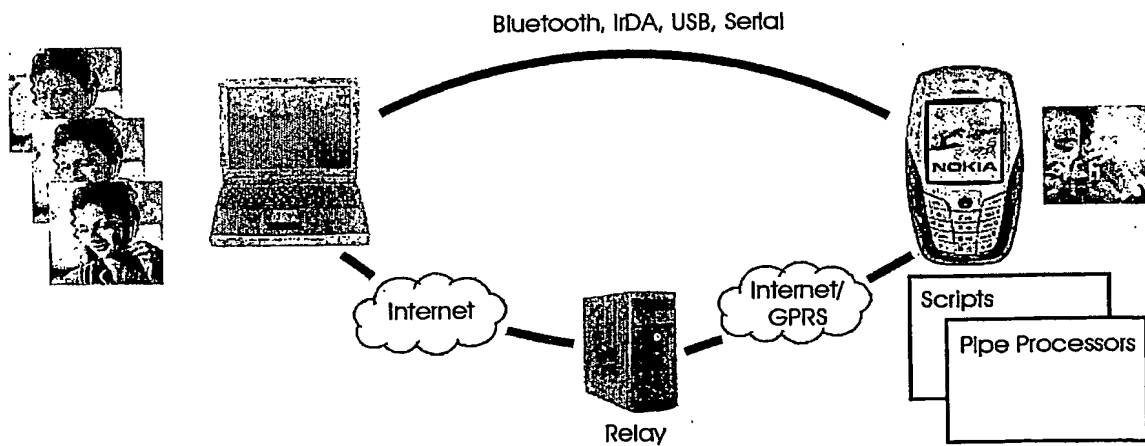 Bluetooth, IrDA, USB, Serial
NOKIA
Internet
Internet/
GPRS
Scripts
Pipe Processors
Relay